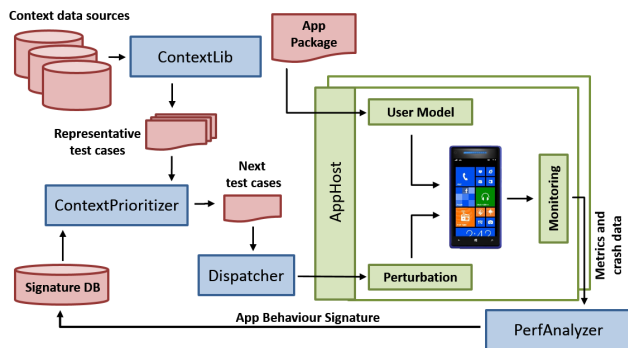 Context data sources
App
Package
ContextLib
Representative
test cases
User Model
AppHost
Next
test cases
ContextPrioritizer
Monitoring
Metrics and
crash data
Signature DB
Dispatcher
Perturbation
App Behaviour Signature
PerfAnalyzer